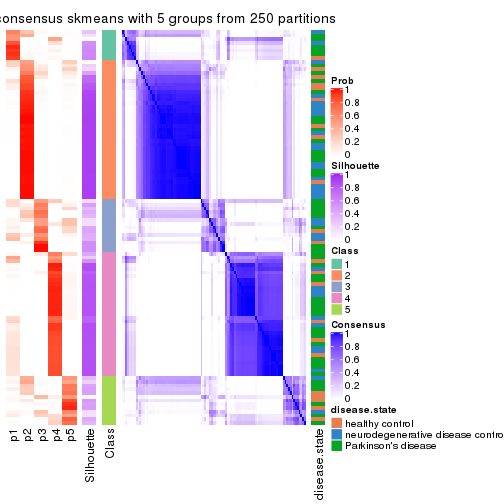 consensus skmeans with 5 groups from 250 partitions
Prob
1
0.8
0.6
0.4
0.2
0
Silhouette
1
0.8
0.6
0.4
0.2
0
Class
1
2
3
4
5
Consensus
1
0.8
0.6
0.4
0.2
0
disease.state
healthy control
neurodegenerative disease contro
Parkinson's disease
p1
p2
p3
p4
p5
Silhouette
Class
disease.state